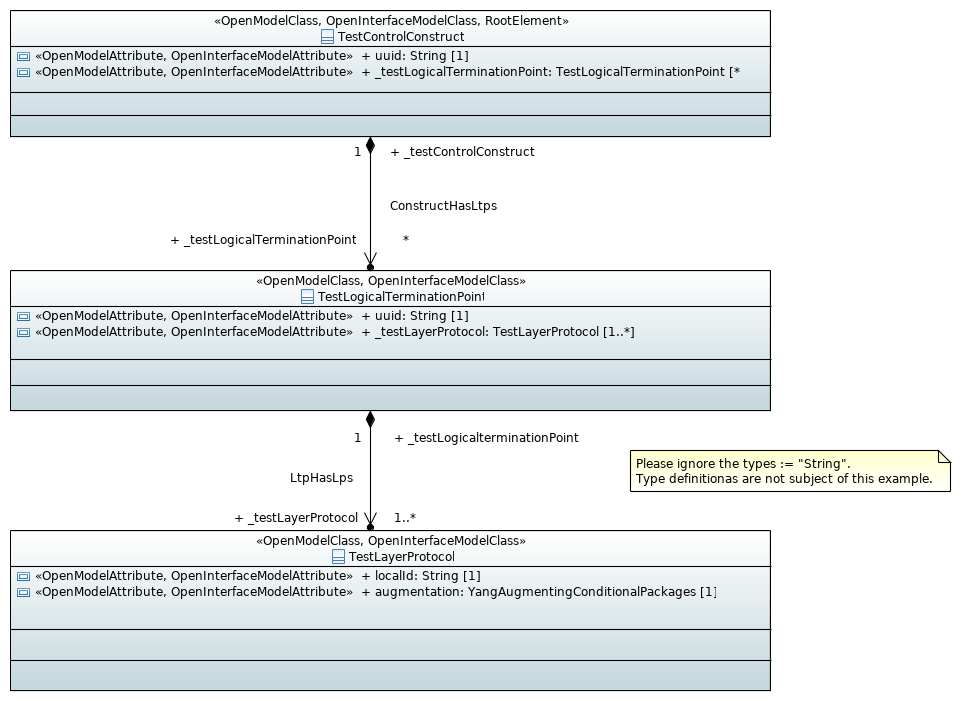 «OpenModelClass, OpenInterfaceModelClass, RootElement»
TestControlConstruct
«OpenModelAttribute, OpenInterfaceModelAttribute» + uuid: String [1]
«OpenModelAttribute, OpenInterfaceModelAttribute» + _testLogicalTerminationPoint: TestLogicalTerminationPoint [*
1 + _testControlConstruct
ConstructHasLtps
+ _testLogicalTerminationPoint *
«OpenModelClass, OpenInterfaceModelClass»
TestLogicalTerminationPoint
«OpenModelAttribute, OpenInterfaceModelAttribute» + uuid: String [1]
«OpenModelAttribute, OpenInterfaceModelAttribute» + _testLayerProtocol: TestLayerProtocol [1..*]
1 + _testLogicalterminationPoint
Please ignore the types := "String".
LtpHasLps
Type definitionas are not subject of this example.
+ _testLayerProtocol 1..*
«OpenModelClass, OpenInterfaceModelClass»
TestLayerProtocol
«OpenModelAttribute, OpenInterfaceModelAttribute» + localId: String [1]
«OpenModelAttribute, OpenInterfaceModelAttribute» + augmentation: YangAugmentingConditionalPackages [1]